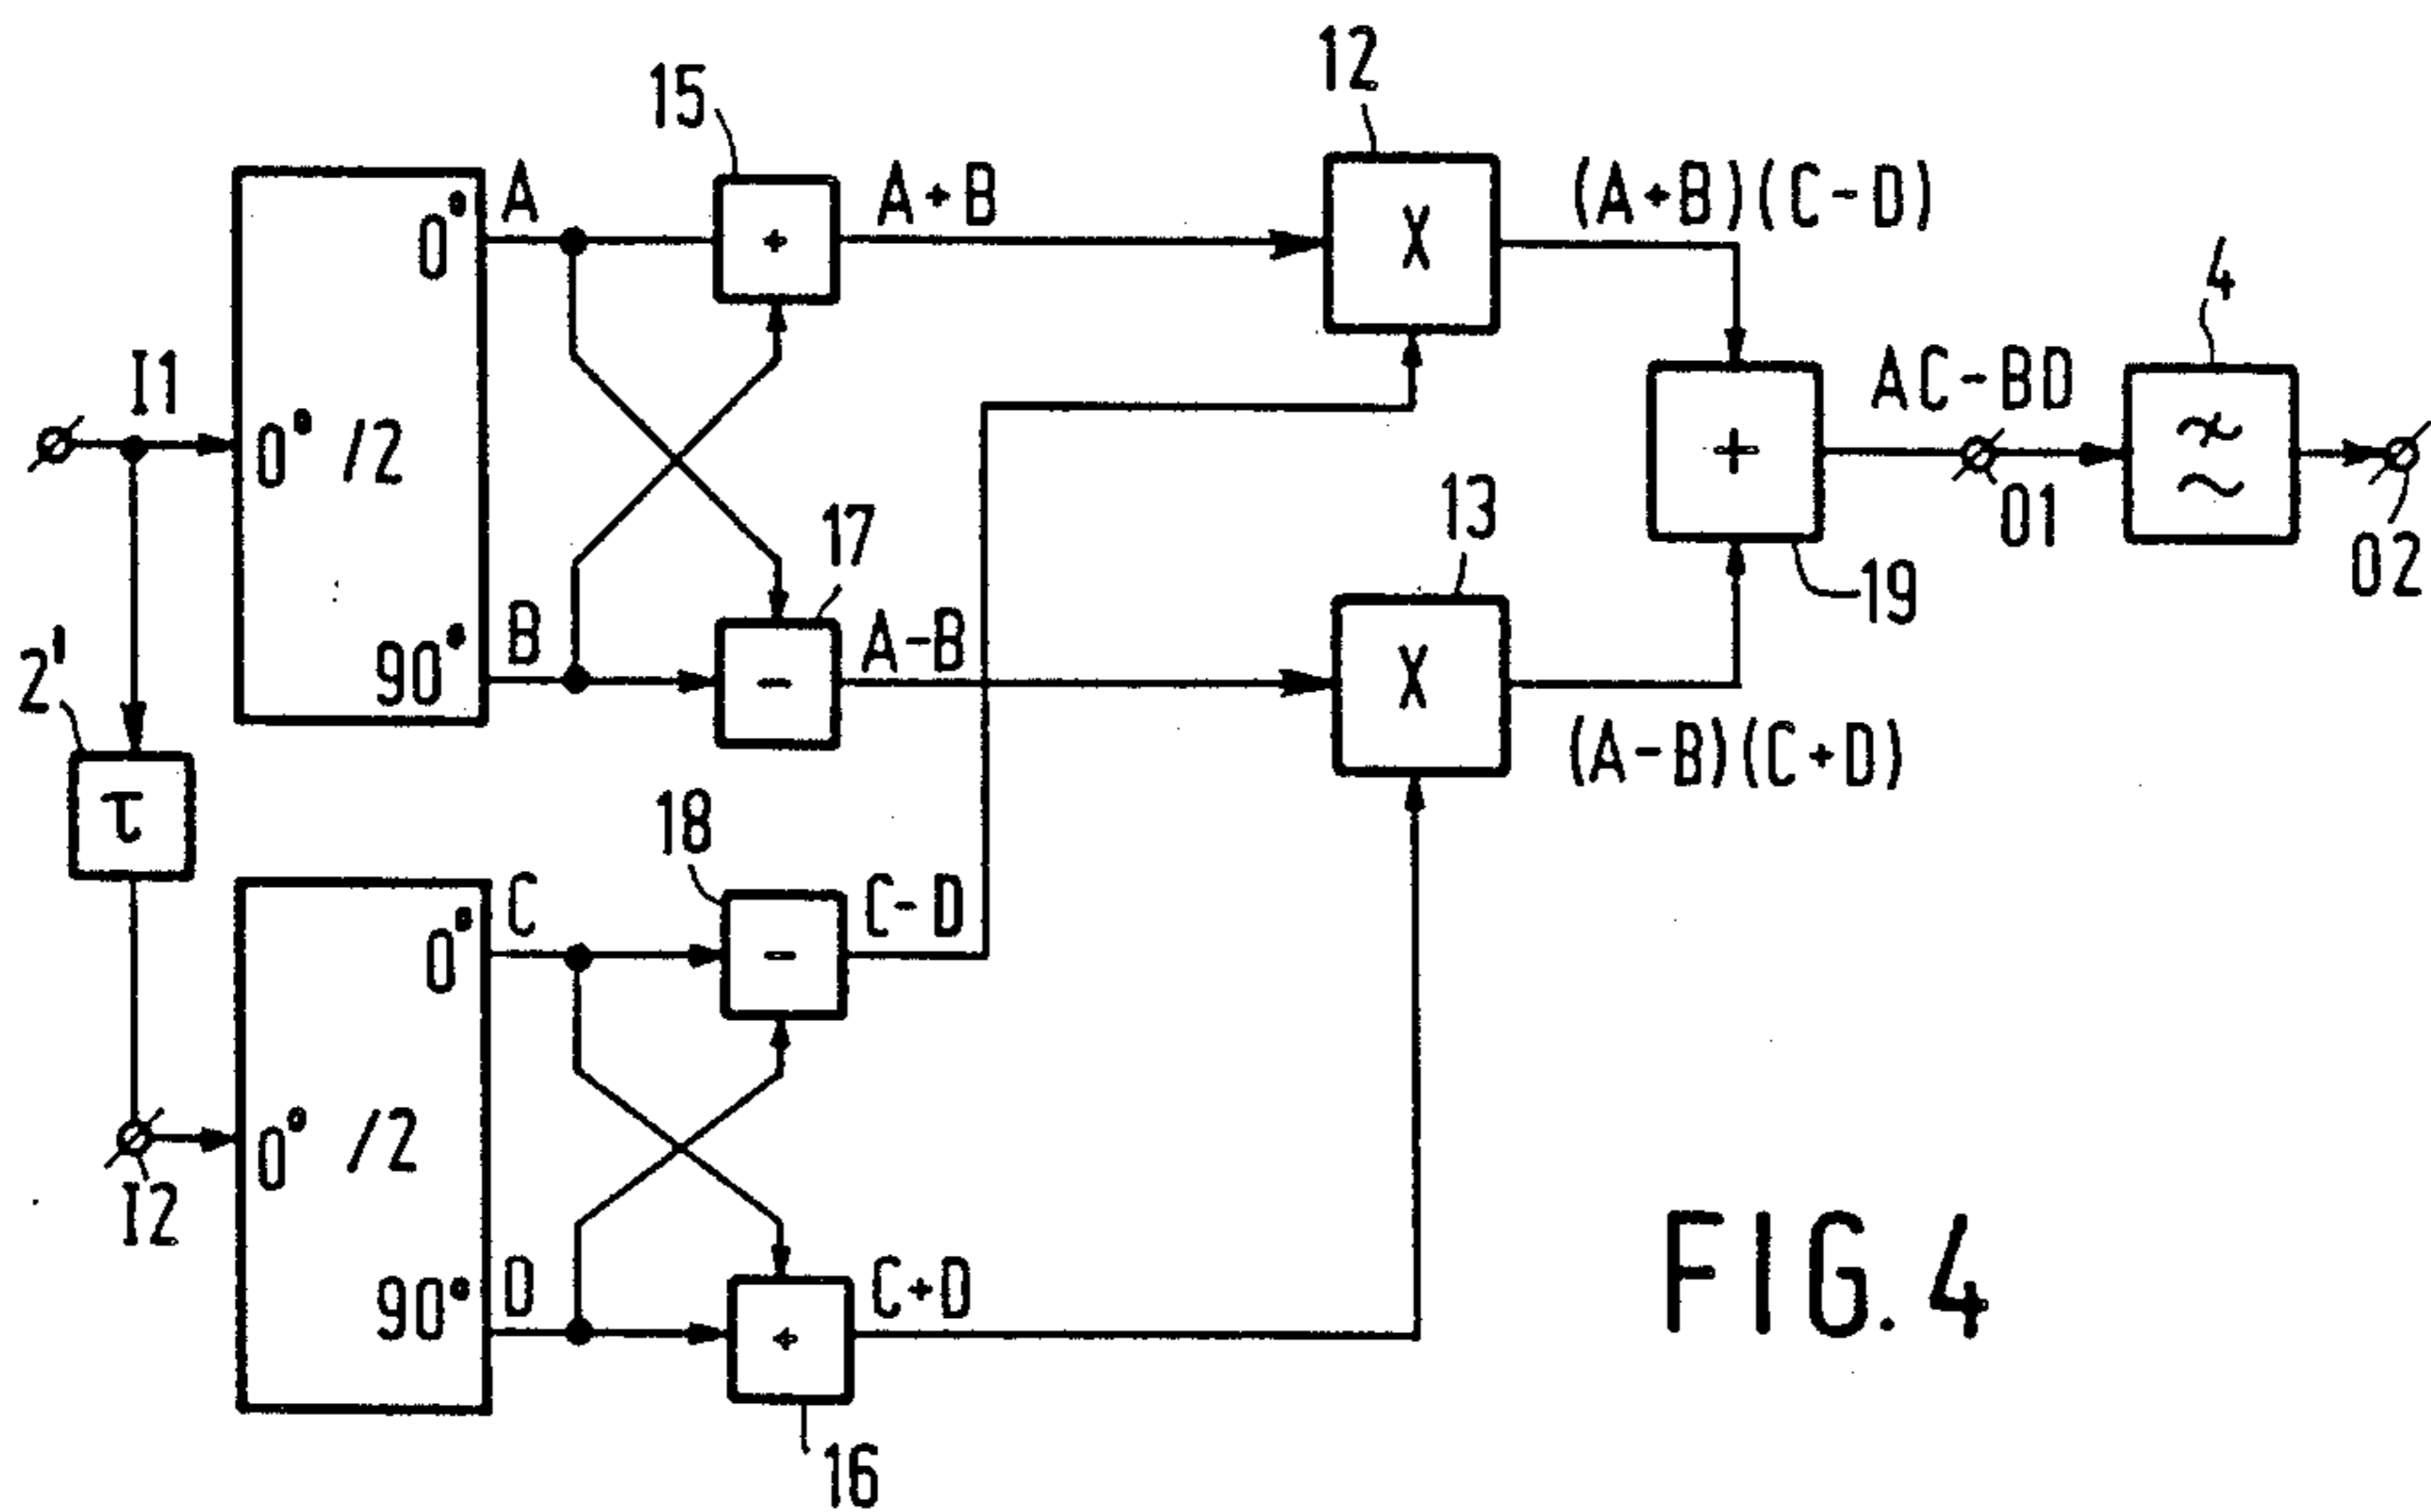 12
15
A
A+B
(A+B)(C-D)
0°
+
X
4
I1
0° /2
AC-BD
+
≈
01
02
17
13
19
B
A-B
90°
-
X
2'
(A-B)(C+D)
τ
18
C
C-D
0°
-
0° /2
I2
D
C+D
90°
+
16
FIG. 4